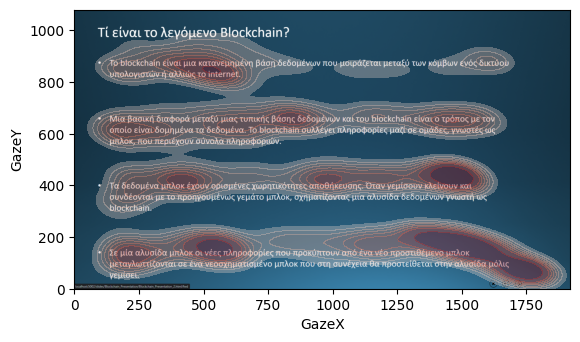 Τί είναι το λεγόμενο Blockchain?
• Το blockchain είναι μια κατανεμημένη βάση δεδομένων που μοιράζεται μεταξύ των κόμβων ενός δικτύου
υπολογιστών ή αλλιώς το internet.
• Μια βασική διαφορά μεταξύ μιας τυπικής βάσης δεδομένων και του blockchain είναι ο τρόπος με τον
οποίο είναι δομημένα τα δεδομένα. Το blockchain συλλέγει πληροφορίες μαζί σε ομάδες, γνωστές ως
μπλοκ, που περιέχουν σύνολα πληροφοριών.
• Τα δεδομένα μπλοκ έχουν ορισμένες χωρητικότητες αποθήκευσης. Όταν γεμίσουν κλείνουν και
συνδέονται με το προηγουμένως γεμάτο μπλοκ, σχηματίζοντας μια αλυσίδα δεδομένων γνωστή ως
blockchain.
• Σε μία αλυσίδα μπλοκ οι νέες πληροφορίες που προκύπτουν από ένα νέο προστιθέμενο μπλοκ
μεταγλωττίζονται σε ένα νεοσχηματισμένο μπλοκ που στη συνέχεια θα προστεθεί στην αλυσίδα μόλις
γεμίσει.
GazeY
1000
800
600
400
200
0
0 250 500 750 1000 1250 1500 1750
GazeX